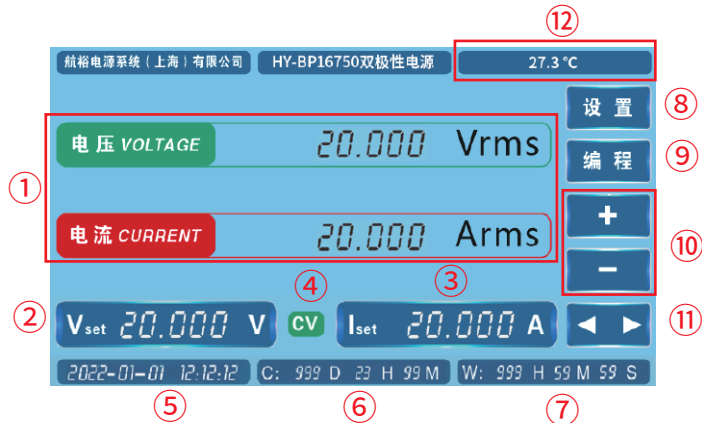 ⑫
航裕电源系统（上海）有限公司 HY-BP16750双极性电源 27.3 ℃
设 置 ⑧
① 电 压 VOLTAGE 20.000 Vrms
编 程 ⑨
+
电 流 CURRENT 20.000 Arms
⑩
−
④ ③
② Vset 20.000 V CV Iset 20.000 A ◀ ▶ ⑪
2022-01-01 12:12:12 C: 999 D 23 H 99 M W: 999 H 59 M 59 S
⑤ ⑥ ⑦